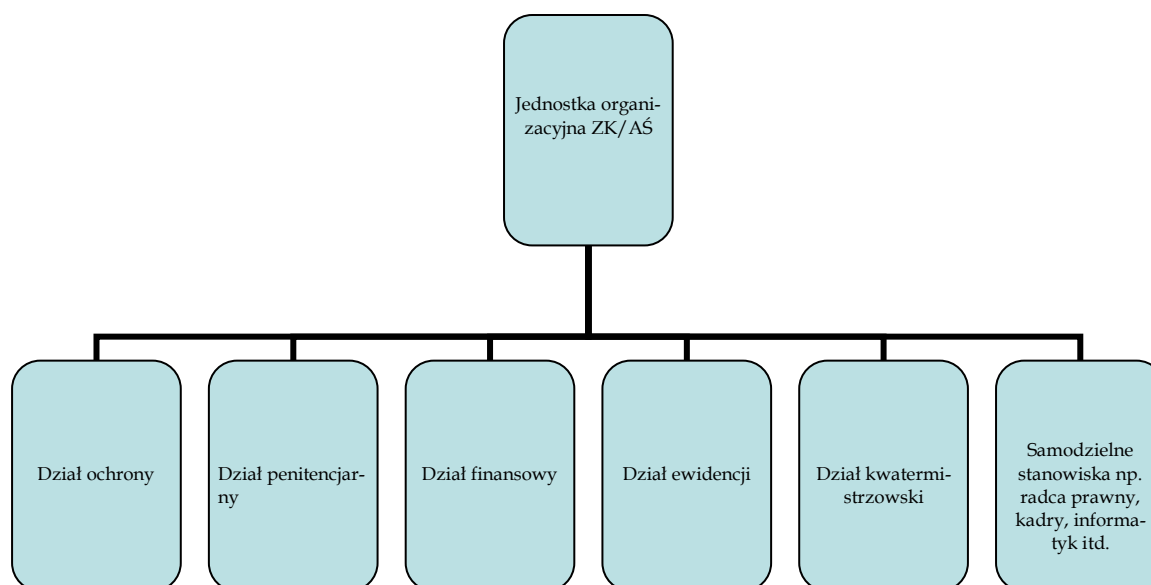 Jednostka organi-
zacyjna ZK/AŚ
Dział ochrony
Dział penitencjar-
ny
Dział finansowy
Dział ewidencji
Dział kwatermi-
strzowski
Samodzielne
stanowiska np.
radca prawny,
kadry, informa-
tyk itd.